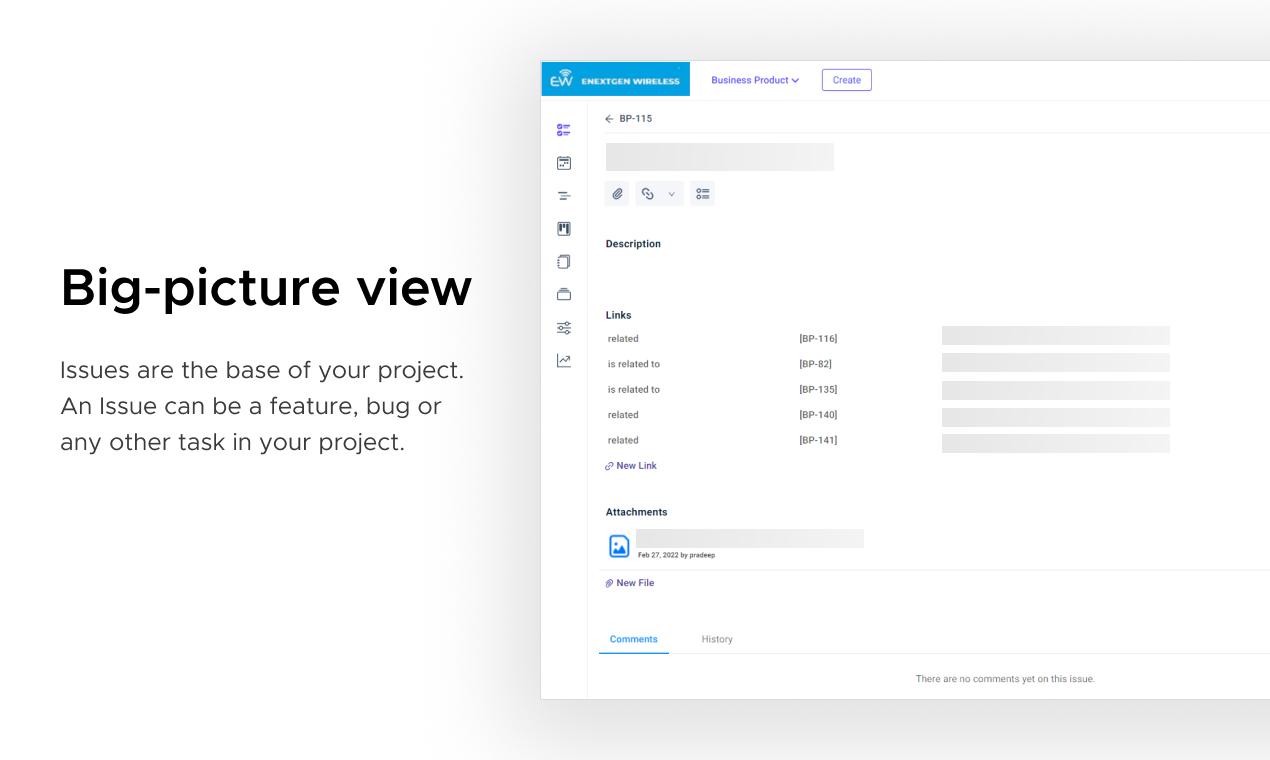 Big-picture view
Issues are the base of your project.
An Issue can be a feature, bug or
any other task in your project.
EW ENEXTGEN WIRELESS
Business Product
Create
BP-115
Description
Links
related [BP-116]
is related to [BP-82]
is related to [BP-135]
related [BP-140]
related [BP-141]
New Link
Attachments
Feb 27, 2022 by pradeep
New File
Comments History
There are no comments yet on this issue.